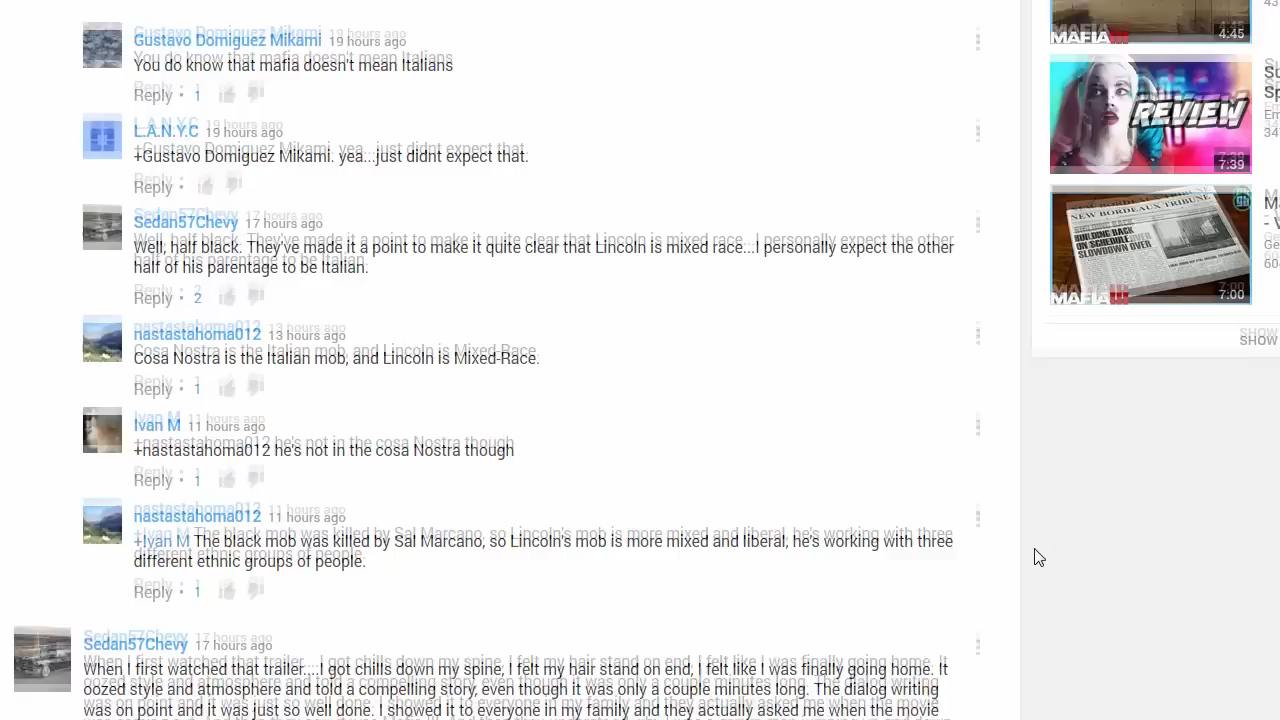 Gustavo Domiguez Mikami 19 hours ago
You do know that mafia doesn't mean Italians
Reply • 1
L.A.N.Y.C 19 hours ago
+Gustavo Domiguez Mikami. yea...just didnt expect that.
Reply •
Sedan57Chevy 17 hours ago
Well, half black. They've made it a point to make it quite clear that Lincoln is mixed race...I personally expect the other
half of his parentage to be Italian.
Reply • 2
nastastahoma012 13 hours ago
Cosa Nostra is the Italian mob, and Lincoln is Mixed-Race.
Reply • 1
Ivan M 11 hours ago
+nastastahoma012 he's not in the cosa Nostra though
Reply • 1
nastastahoma012 11 hours ago
+Ivan M The black mob was killed by Sal Marcano, so Lincoln's mob is more mixed and liberal, he's working with three
different ethnic groups of people.
Reply • 1
Sedan57Chevy 17 hours ago
When I first watched that trailer....I got chills down my spine, I felt my hair stand on end, I felt like I was finally going home. It
oozed style and atmosphere and told a compelling story, even though it was only a couple minutes long. The dialog writing
was on point and it was just so well done. I showed it to everyone in my family and they actually asked me when the movie
MAFIA III
4:45
REVIEW
7:39
NEW BORDEAUX TRIBUNE
BUILDING BACK
ON SCHEDULE,
SLOWDOWN OVER
MAFIA III
7:00
SHOW